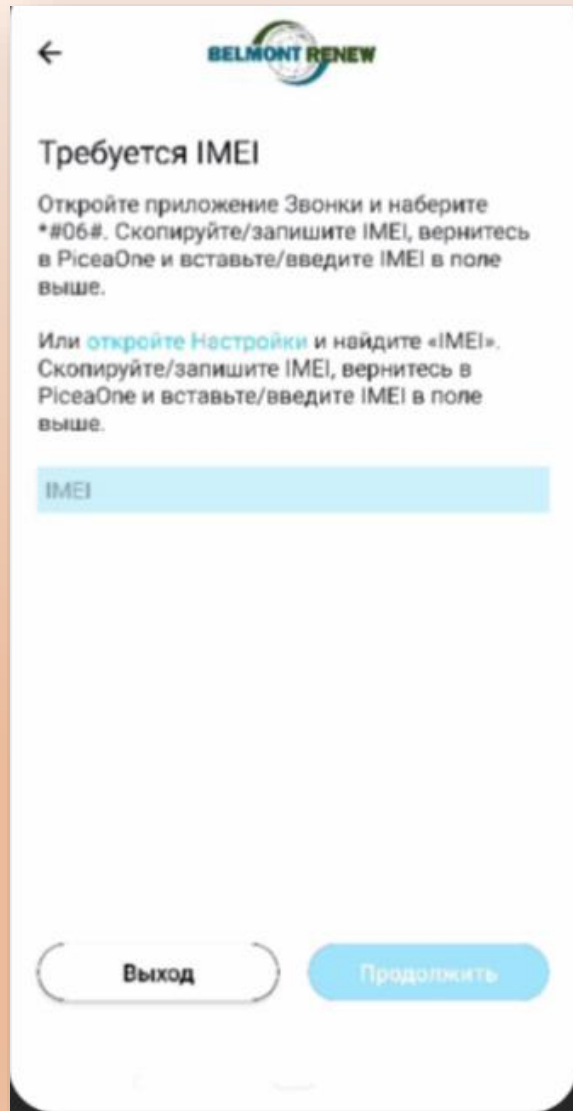 BELMONT RENEW
Требуется IMEI
Откройте приложение Звонки и наберите
*#06#. Скопируйте/запишите IMEI, вернитесь
в PiceaOne и вставьте/введите IMEI в поле
выше.
Или откройте Настройки и найдите «IMEI».
Скопируйте/запишите IMEI, вернитесь в
PiceaOne и вставьте/введите IMEI в поле
выше.
IMEI
Выход
Продолжить